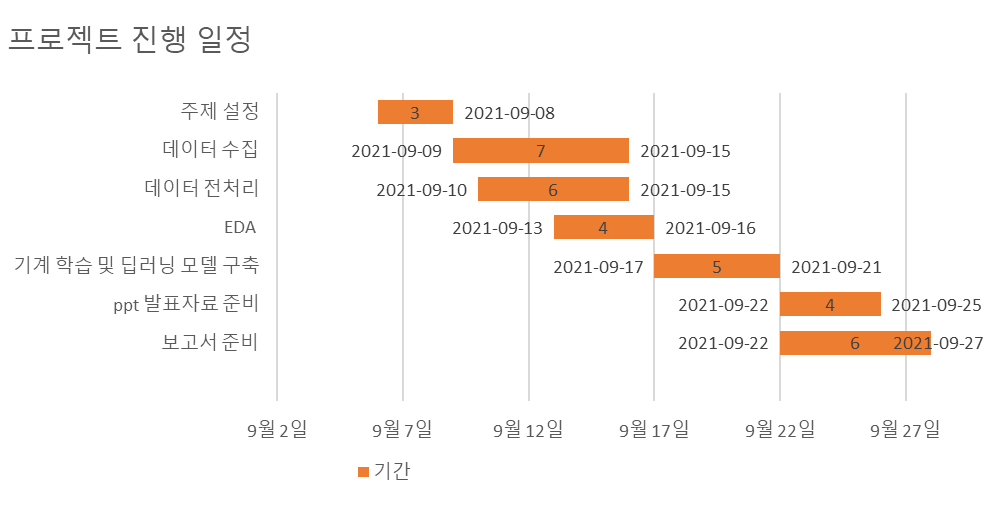 프로젝트 진행 일정
주제 설정 3 2021-09-08
데이터 수집 2021-09-09 7 2021-09-15
데이터 전처리 2021-09-10 6 2021-09-15
EDA 2021-09-13 4 2021-09-16
기계 학습 및 딥러닝 모델 구축 2021-09-17 5 2021-09-21
ppt 발표자료 준비 2021-09-22 4 2021-09-25
보고서 준비 2021-09-22 6 2021-09-27
9월 2일 9월 7일 9월 12일 9월 17일 9월 22일 9월 27일
기간